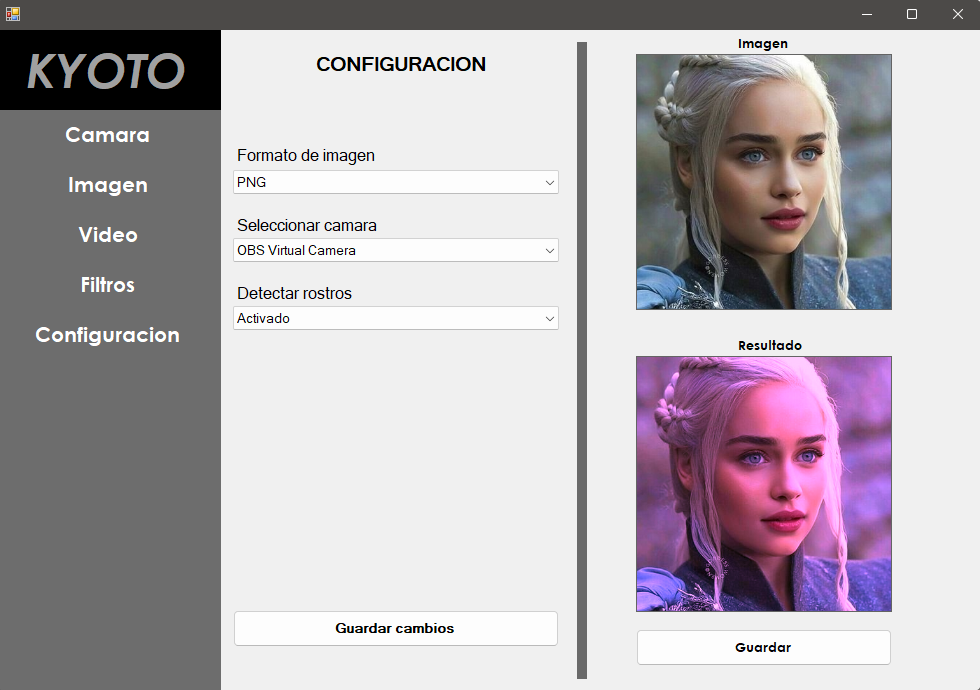 KYOTO
Camara
Imagen
Video
Filtros
Configuracion
CONFIGURACION
Formato de imagen
PNG
Seleccionar camara
OBS Virtual Camera
Detectar rostros
Activado
Guardar cambios
Imagen
Resultado
Guardar